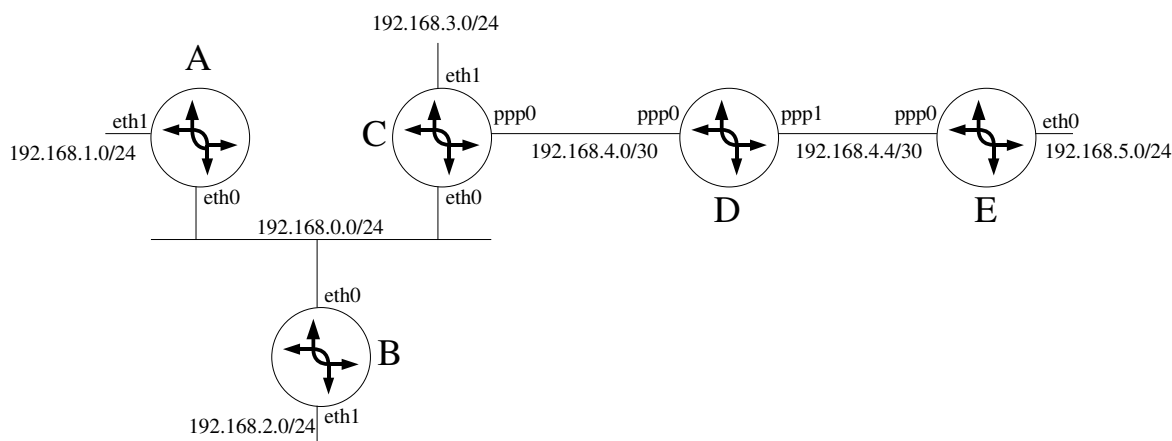 192.168.3.0/24
A
eth1
eth1
192.168.1.0/24
eth0
C
ppp0
eth0
ppp0
192.168.4.0/30
D
ppp1
192.168.4.4/30
ppp0
E
eth0
192.168.5.0/24
192.168.0.0/24
eth0
B
eth1
192.168.2.0/24